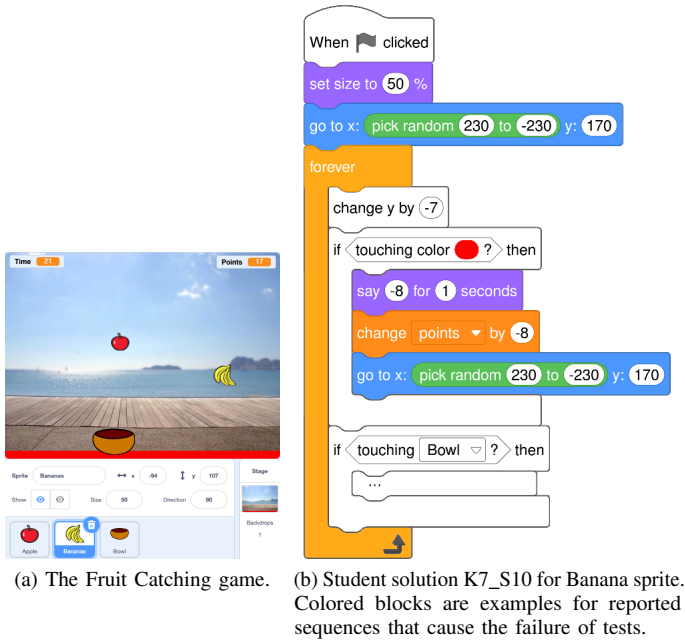 When clicked
set size to 50 %
go to x: pick random 230 to -230 y: 170
forever
change y by -7
if touching color ? then
say -8 for 1 seconds
change points by -8
go to x: pick random 230 to -230 y: 170
if touching Bowl ? then
...
Time 21 Points 17
Sprite Bananas x -94 y 107
Show Size 50 Direction 90
Stage
Backdrops
1
Apple Bananas Bowl
(a) The Fruit Catching game.
(b) Student solution K7_S10 for Banana sprite.
Colored blocks are examples for reported
sequences that cause the failure of tests.